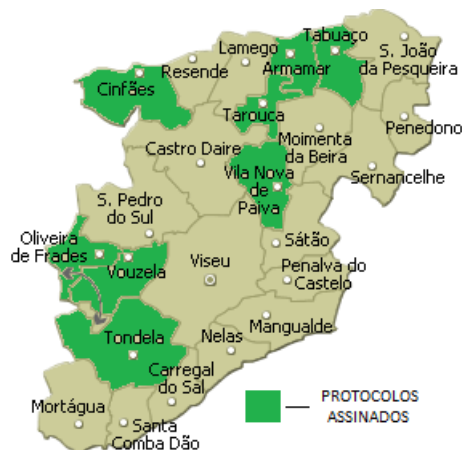 Tabuaço
Lamego
S. João
da Pesqueira
Armamar
Resende
Cinfães
Tarouca
Penedono
Moimenta
da Beira
Castro Daire
Vila Nova
de
Paiva
Sernancelhe
S. Pedro
do Sul
Oliveira
de Frades
Sátão
Vouzela
Viseu
Penalva do
Castelo
Mangualde
Tondela
Nelas
Carregal
do Sal
Mortágua
Santa
Comba Dão
PROTOCOLOS
ASSINADOS